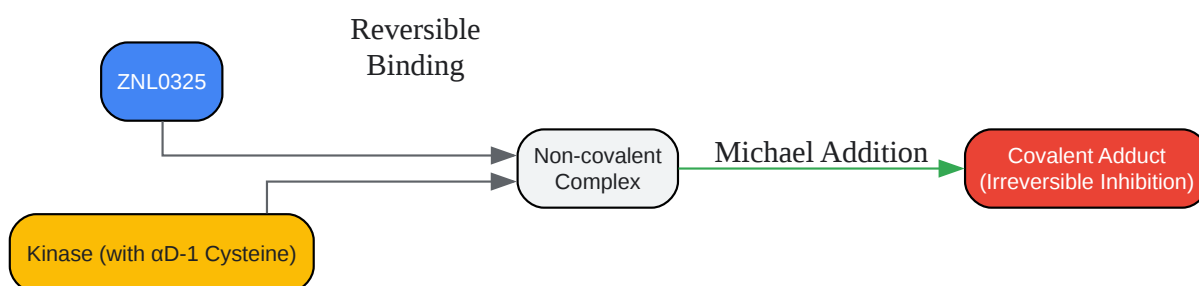 Reversible
Binding
ZNL0325
Non-covalent
Complex
Michael Addition
Covalent Adduct
(Irreversible Inhibition)
Kinase (with αD-1 Cysteine)